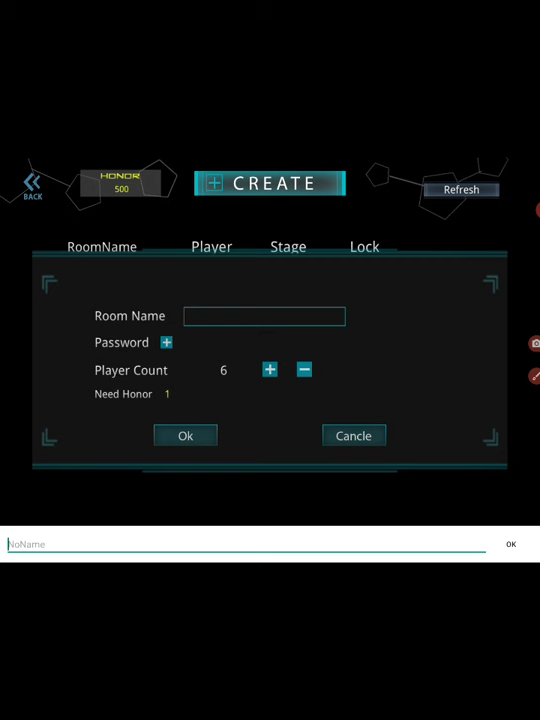 BACK
HONOR
500
CREATE
Refresh
RoomName Player Stage Lock
Room Name
Password
Player Count 6
Need Honor 1
Ok Cancle
NoName OK